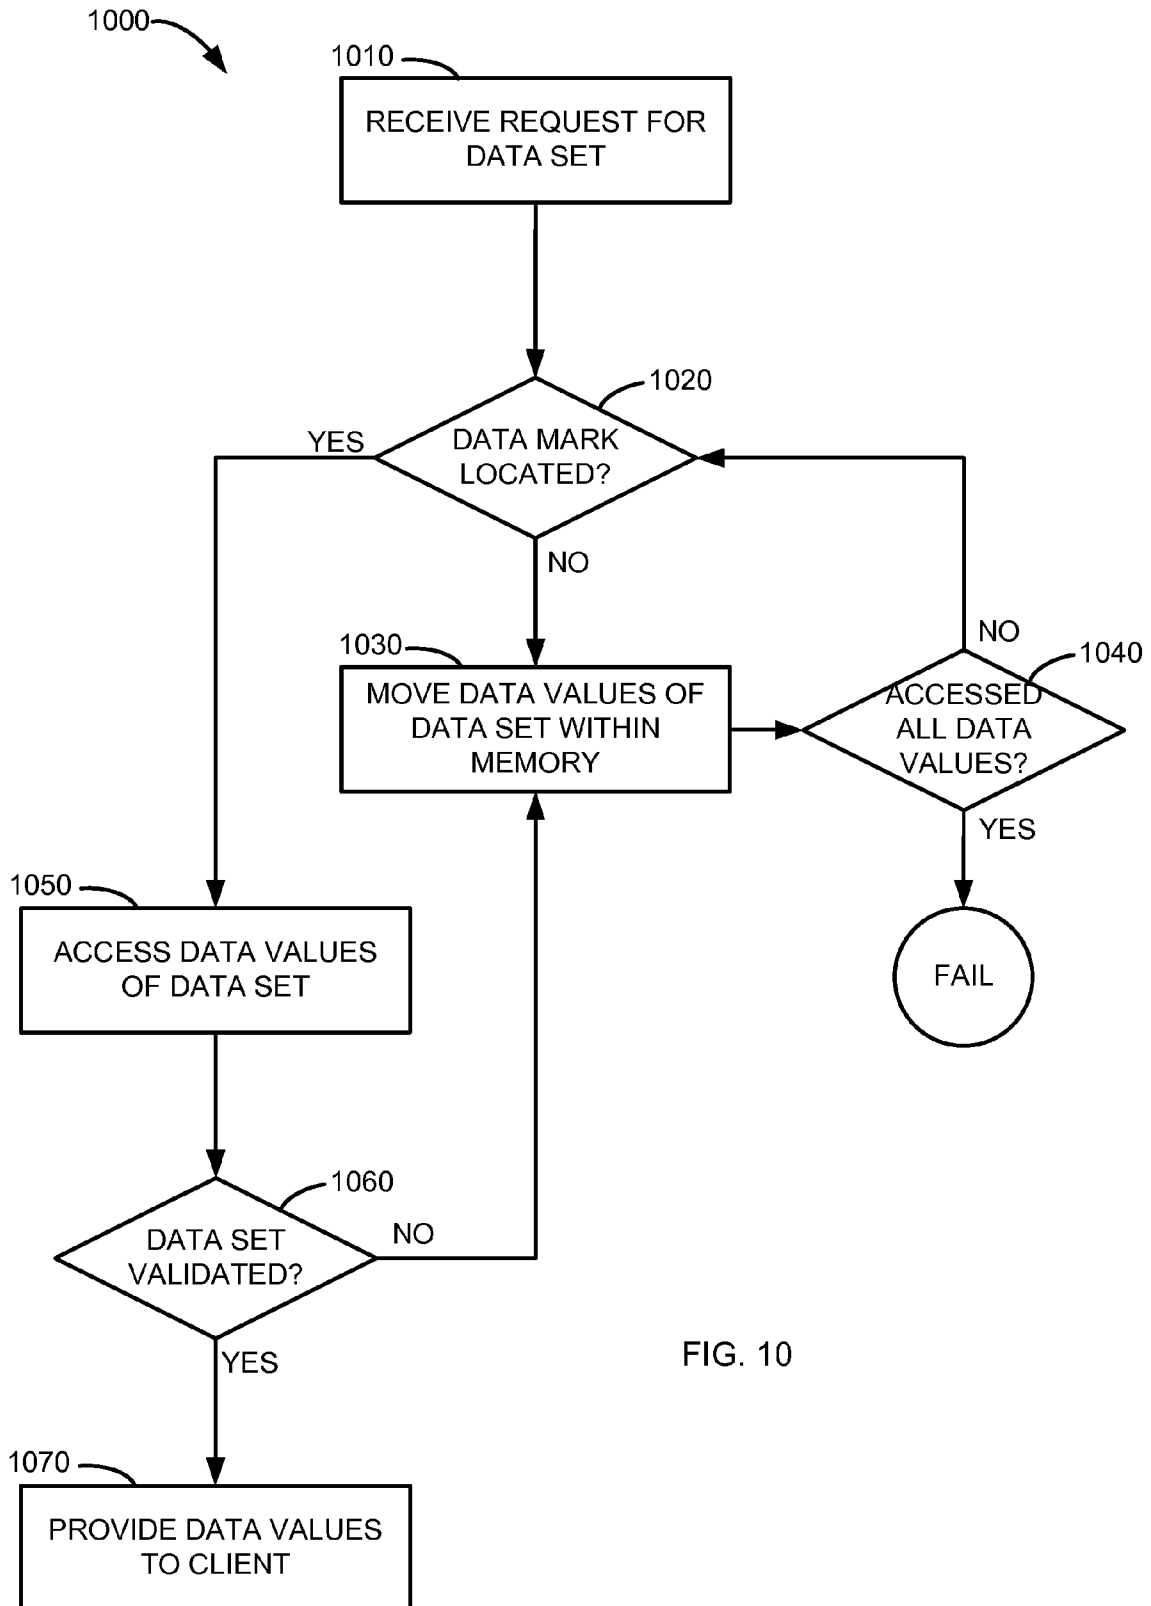 1000
1010
RECEIVE REQUEST FOR
DATA SET
1020
DATA MARK
LOCATED?
YES
NO
1030
MOVE DATA VALUES OF
DATA SET WITHIN
MEMORY
NO
1040
ACCESSED
ALL DATA
VALUES?
YES
FAIL
1050
ACCESS DATA VALUES
OF DATA SET
1060
DATA SET
VALIDATED?
NO
YES
FIG. 10
1070
PROVIDE DATA VALUES
TO CLIENT